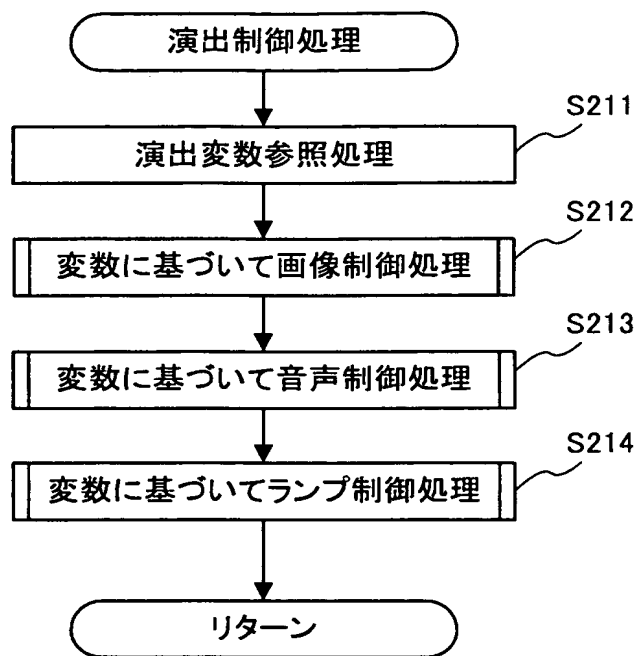 演出制御処理
S211
演出変数参照処理
S212
変数に基づいて画像制御処理
S213
変数に基づいて音声制御処理
S214
変数に基づいてランプ制御処理
リターン